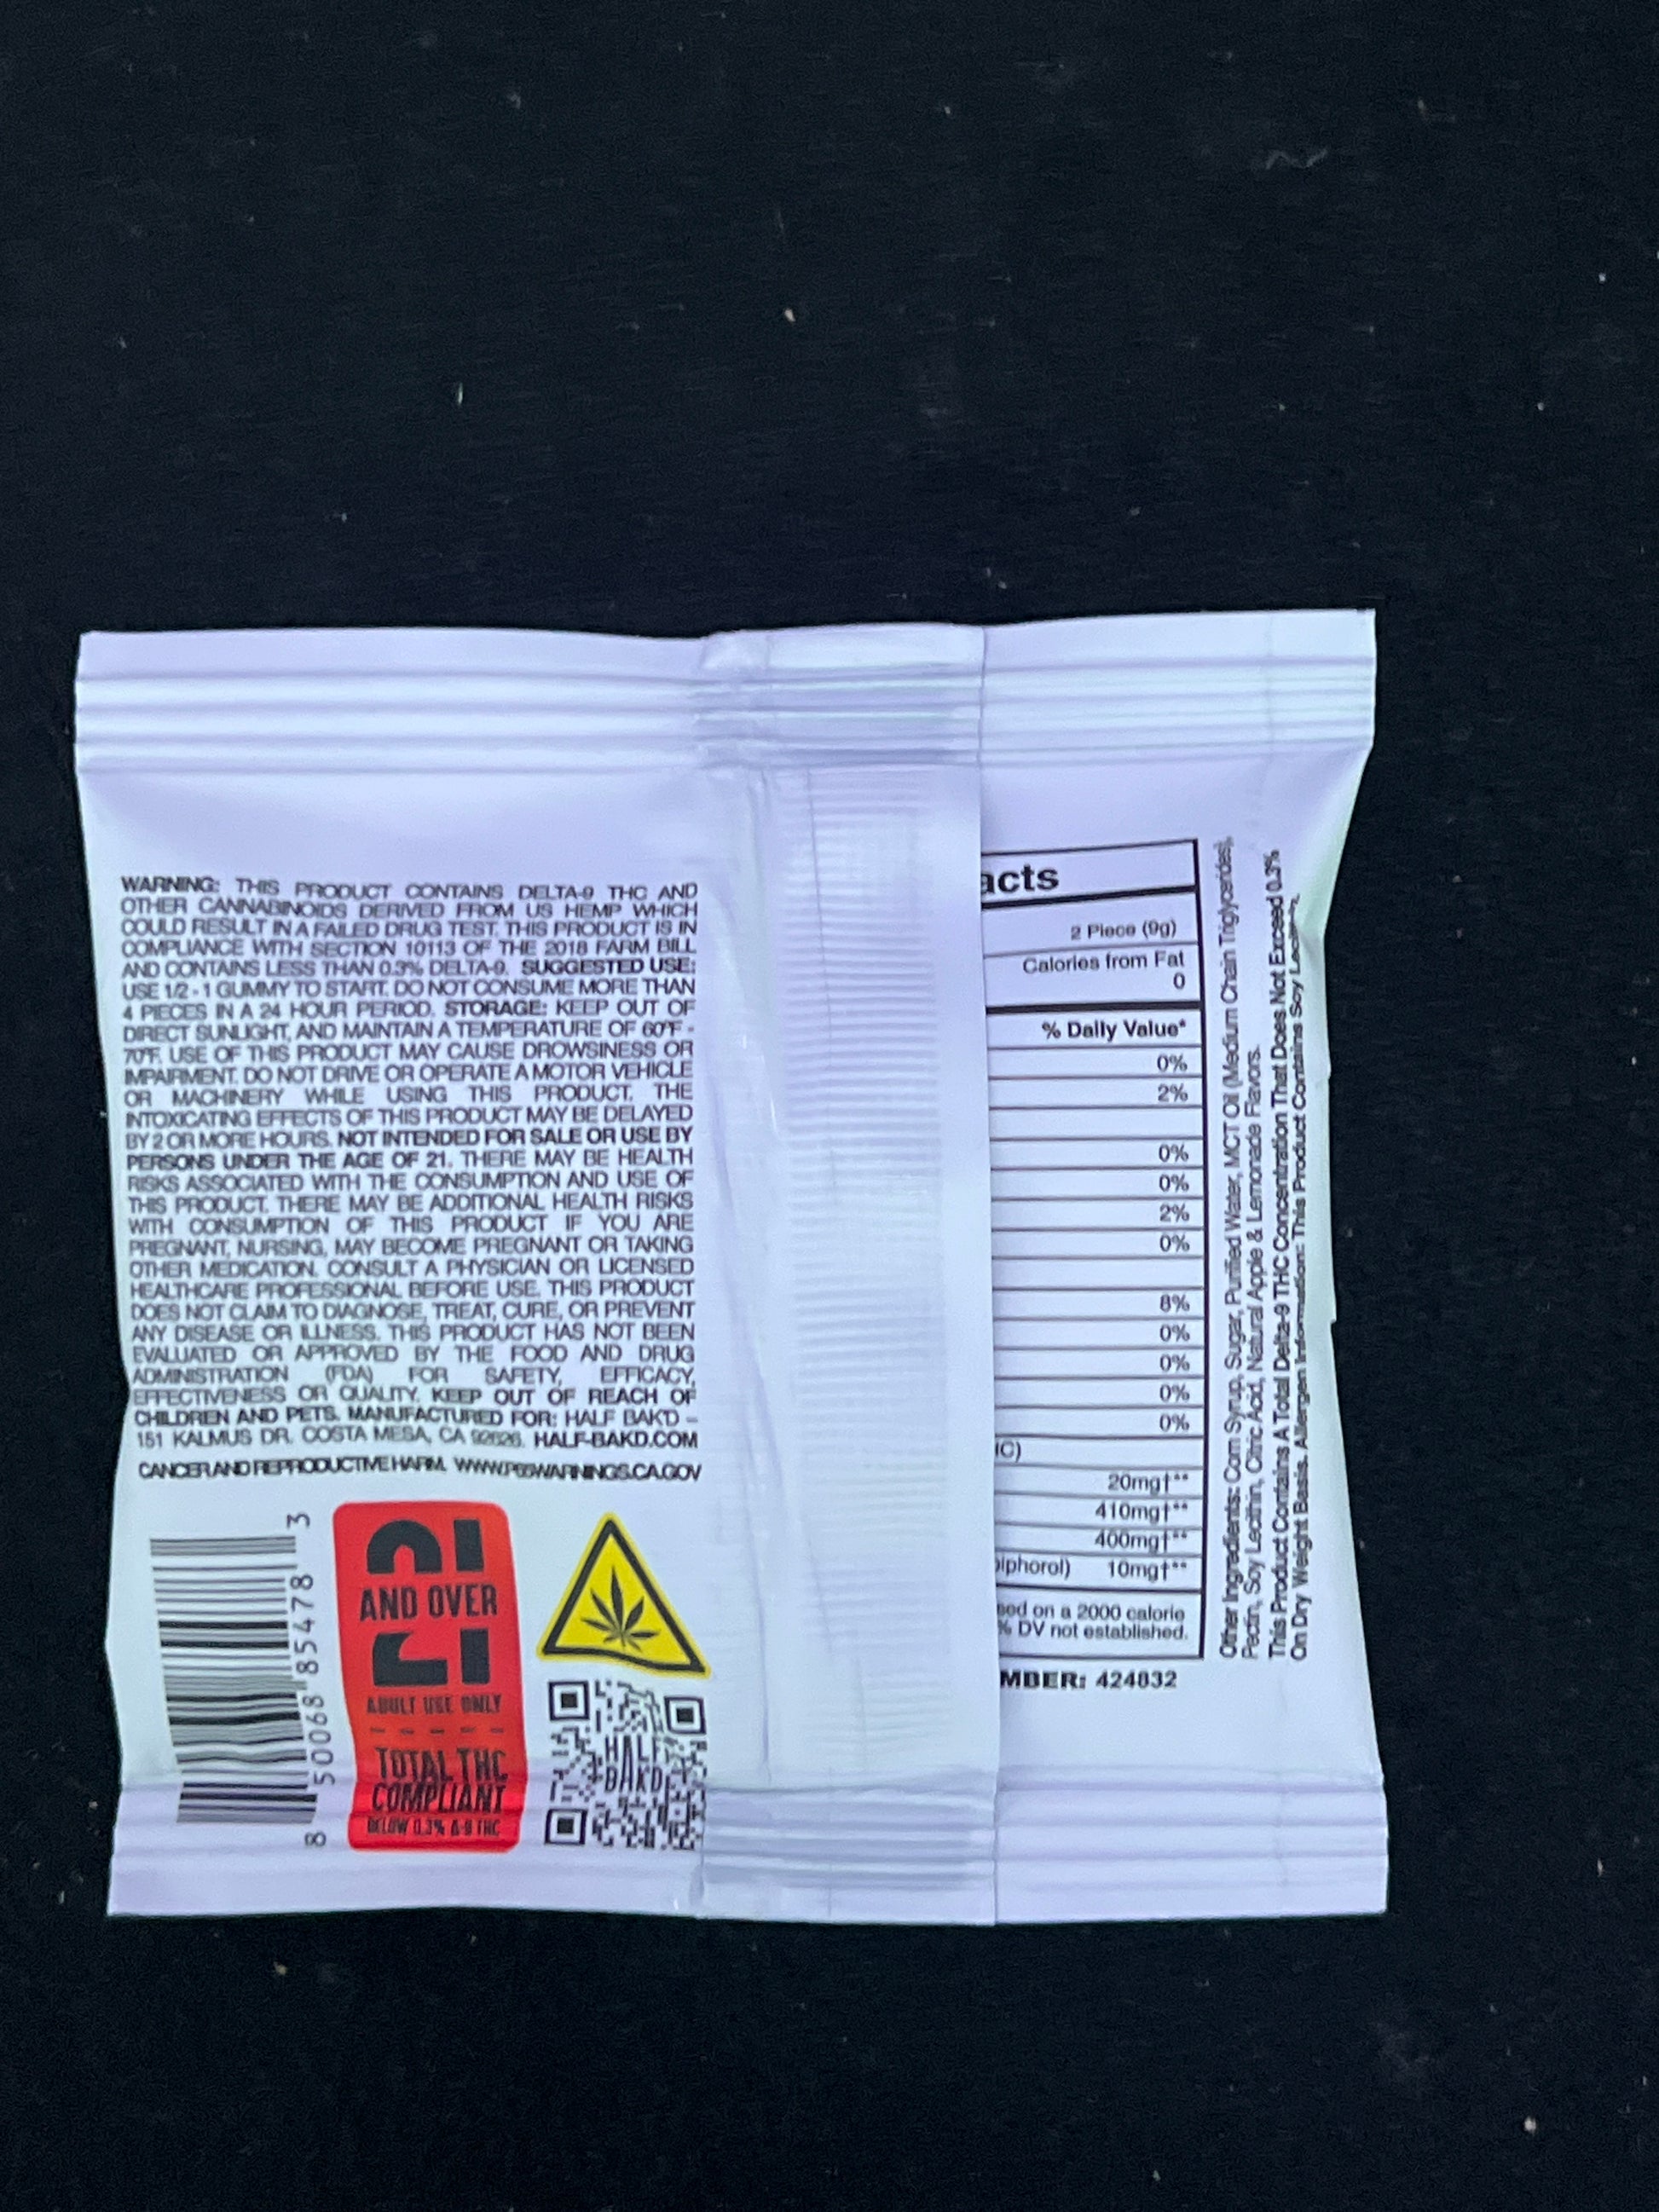 WARNING: THIS PRODUCT CONTAINS DELTA-9 THC AND
OTHER CANNABINOIDS DERIVED FROM US HEMP WHICH
COULD RESULT IN A FAILED DRUG TEST. THIS PRODUCT IS IN
COMPLIANCE WITH SECTION 10113 OF THE 2018 FARM BILL
AND CONTAINS LESS THAN 0.3% DELTA-9. SUGGESTED USE:
USE 1/2 - 1 GUMMY TO START. DO NOT CONSUME MORE THAN
4 PIECES IN A 24 HOUR PERIOD. STORAGE: KEEP OUT OF
DIRECT SUNLIGHT, AND MAINTAIN A TEMPERATURE OF 60°F -
70°F. USE OF THIS PRODUCT MAY CAUSE DROWSINESS OR
IMPAIRMENT. DO NOT DRIVE OR OPERATE A MOTOR VEHICLE
OR MACHINERY WHILE USING THIS PRODUCT. THE
INTOXICATING EFFECTS OF THIS PRODUCT MAY BE DELAYED
BY 2 OR MORE HOURS. NOT INTENDED FOR SALE OR USE BY
PERSONS UNDER THE AGE OF 21. THERE MAY BE HEALTH
RISKS ASSOCIATED WITH THE CONSUMPTION AND USE OF
THIS PRODUCT. THERE MAY BE ADDITIONAL HEALTH RISKS
WITH CONSUMPTION OF THIS PRODUCT IF YOU ARE
PREGNANT, NURSING, MAY BECOME PREGNANT OR TAKING
OTHER MEDICATION. CONSULT A PHYSICIAN OR LICENSED
HEALTHCARE PROFESSIONAL BEFORE USE. THIS PRODUCT
DOES NOT CLAIM TO DIAGNOSE, TREAT, CURE, OR PREVENT
ANY DISEASE OR ILLNESS. THIS PRODUCT HAS NOT BEEN
EVALUATED OR APPROVED BY THE FOOD AND DRUG
ADMINISTRATION (FDA) FOR SAFETY, EFFICACY,
EFFECTIVENESS OR QUALITY. KEEP OUT OF REACH OF
CHILDREN AND PETS. MANUFACTURED FOR: HALF BAK'D –
151 KALMUS DR. COSTA MESA, CA 92626. HALF-BAKD.COM
CANCER AND REPRODUCTIVE HARM. WWW.P65WARNINGS.CA.GOV
8 50068 85478 3
21
AND OVER
21
ADULT USE ONLY
TOTAL THC
COMPLIANT
BELOW 0.3% Δ-9 THC
HALF
BAKD
acts
2 Piece (9g)
Calories from Fat
0
% Daily Value*
0%
2%
0%
0%
2%
0%
8%
0%
0%
0%
0%
IC)
20mg†**
410mg†**
400mg†**
iphorol) 10mg†**
sed on a 2000 calorie
% DV not established.
MBER: 424832
Other Ingredients: Corn Syrup, Sugar, Purified Water, MCT Oil (Medium Chain Triglycerides),
Pectin, Soy Lecithin, Citric Acid, Natural Apple & Lemonade Flavors.
This Product Contains A Total Delta-9 THC Concentration That Does Not Exceed 0.3%
On Dry Weight Basis. Allergen Information: This Product Contains Soy Lecithin.